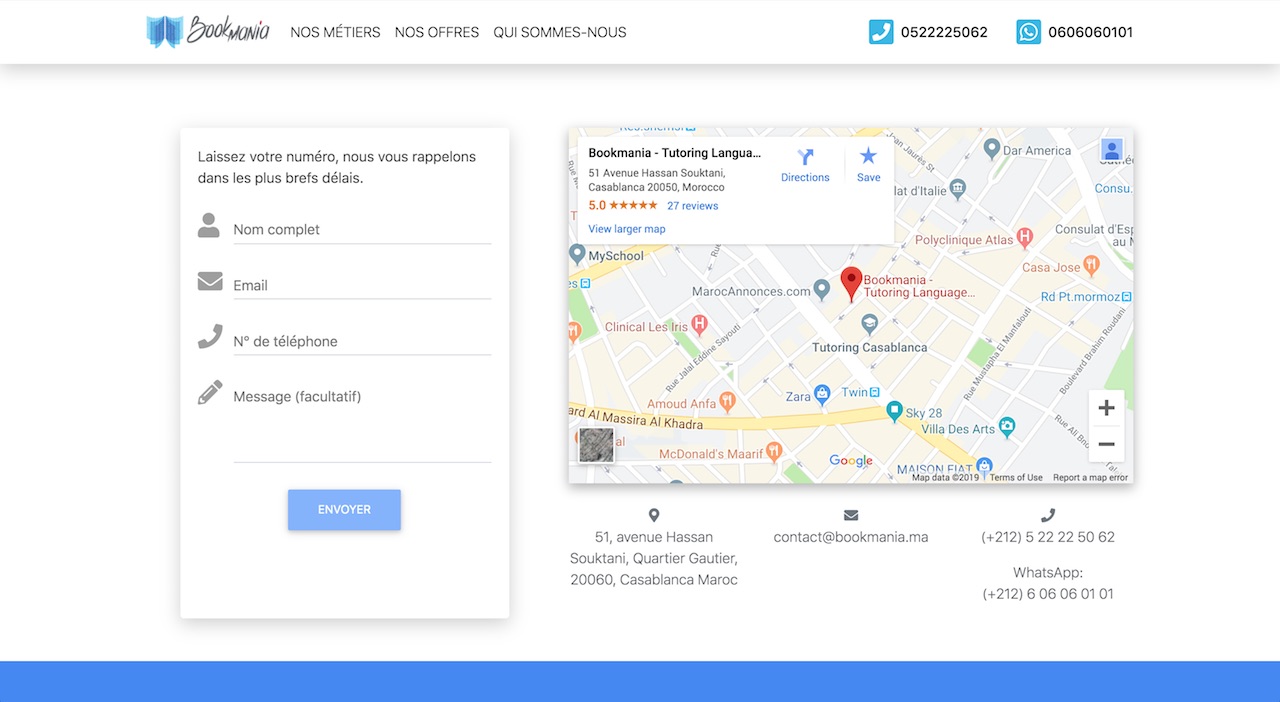 Bookmania
NOS MÉTIERS
NOS OFFRES
QUI SOMMES-NOUS
0522225062
0606060101
Laissez votre numéro, nous vous rappelons
dans les plus brefs délais.
Nom complet
Email
N° de téléphone
Message (facultatif)
ENVOYER
Bookmania - Tutoring Langua...
51 Avenue Hassan Souktani,
Casablanca 20050, Morocco
5.0
27 reviews
View larger map
Directions
Save
Dar America
lat d'Italie
Consu.
Polyclinique Atlas
Consulat d'Esp
au N
Casa Jose
MySchool
es
MarocAnnonces.com
Bookmania -
Tutoring Language...
Rd Pt.mormoz
Clinical Les Iris
Rue Jalal Eddine Sayouti
Tutoring Casablanca
Rue Mustapha El Manfalouti
Boulevard Brahim Roudani
Zara
Twin
Amoud Anfa
Sky 28
ard Al Massira Al Khadra
Villa Des Arts
al
McDonald's Maarif
Google
MAISON FIAT
Map data ©2019
Terms of Use
Report a map error
51, avenue Hassan
Souktani, Quartier Gautier,
20060, Casablanca Maroc
contact@bookmania.ma
(+212) 5 22 22 50 62
WhatsApp:
(+212) 6 06 06 01 01